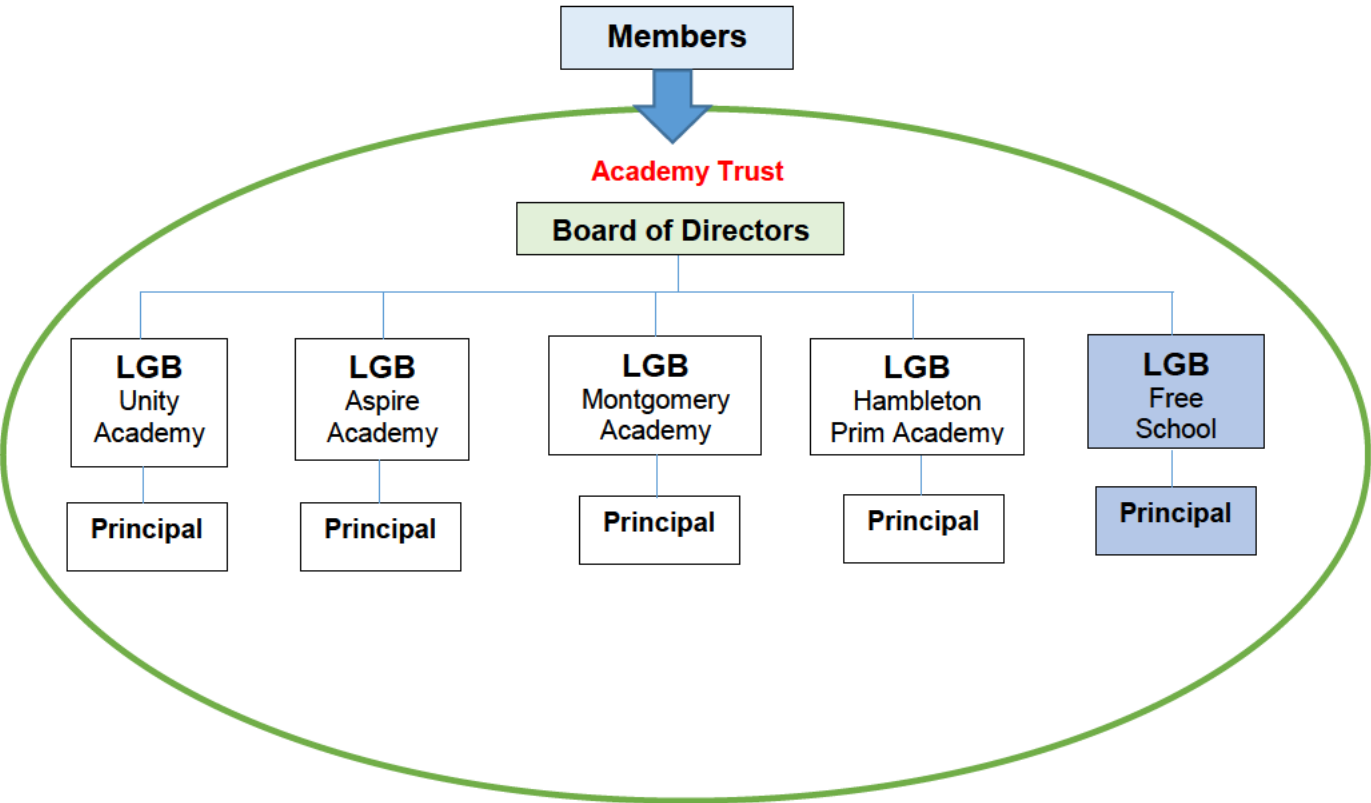 Members
Academy Trust
Board of Directors
LGB
Unity
Academy
LGB
Aspire
Academy
LGB
Montgomery
Academy
LGB
Hambleton
Prim Academy
LGB
Free
School
Principal
Principal
Principal
Principal
Principal